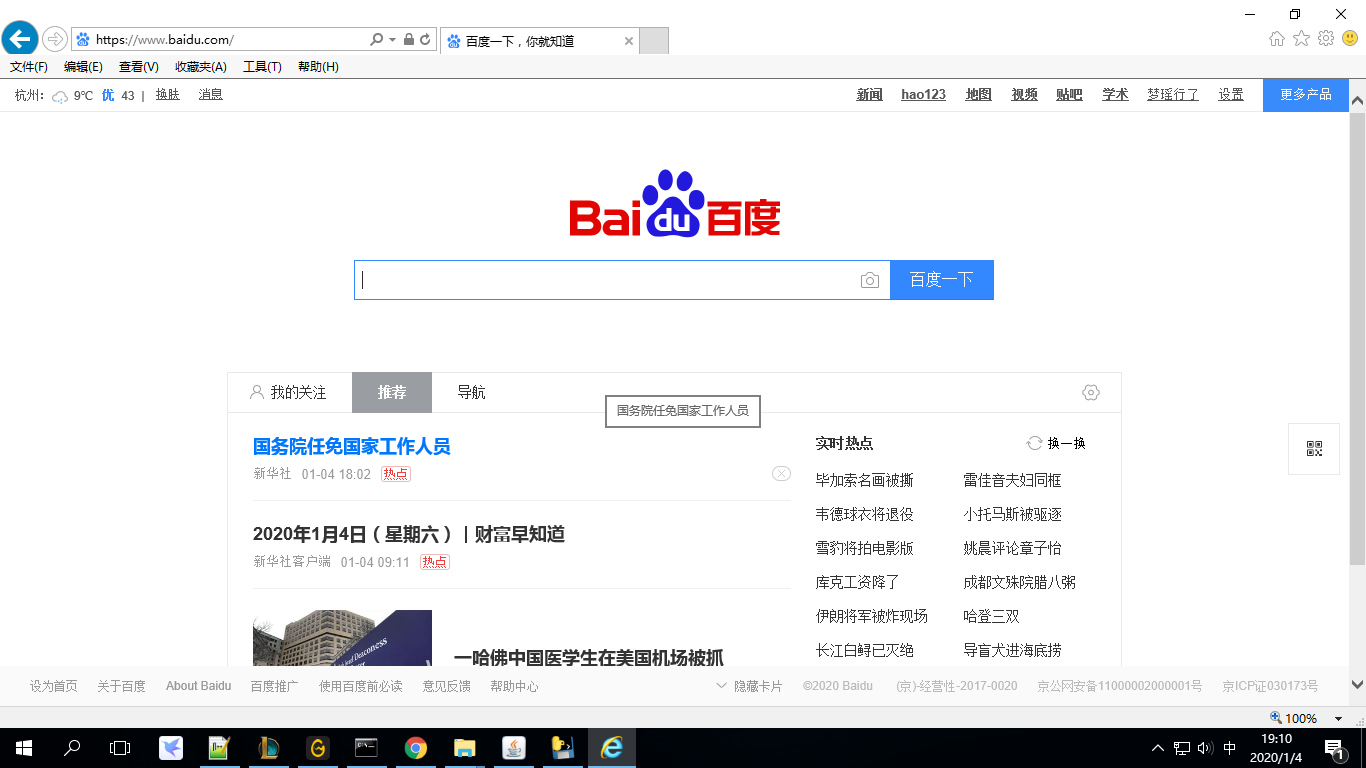 https://www.baidu.com/
百度一下，你就知道
文件(F) 编辑(E) 查看(V) 收藏夹(A) 工具(T) 帮助(H)
杭州： 9℃ 优 43 | 换肤 消息
新闻 hao123 地图 视频 贴吧 学术 梦瑶行了 设置 更多产品
Bai du 百度
百度一下
我的关注 推荐 导航
国务院任免国家工作人员
国务院任免国家工作人员
新华社 01-04 18:02 热点
2020年1月4日（星期六）丨财富早知道
新华社客户端 01-04 09:11 热点
Deaconess
一哈佛中国医学生在美国机场被抓
实时热点 换一换
毕加索名画被撕 雷佳音夫妇同框
韦德球衣将退役 小托马斯被驱逐
雪豹将拍电影版 姚晨评论章子怡
库克工资降了 成都文殊院腊八粥
伊朗将军被炸现场 哈登三双
长江白鲟已灭绝 导盲犬进海底捞
设为首页 关于百度 About Baidu 百度推广 使用百度前必读 意见反馈 帮助中心 隐藏卡片 ©2020 Baidu (京)-经营性-2017-0020 京公网安备11000002000001号 京ICP证030173号
100%
中
19:10
2020/1/4
1